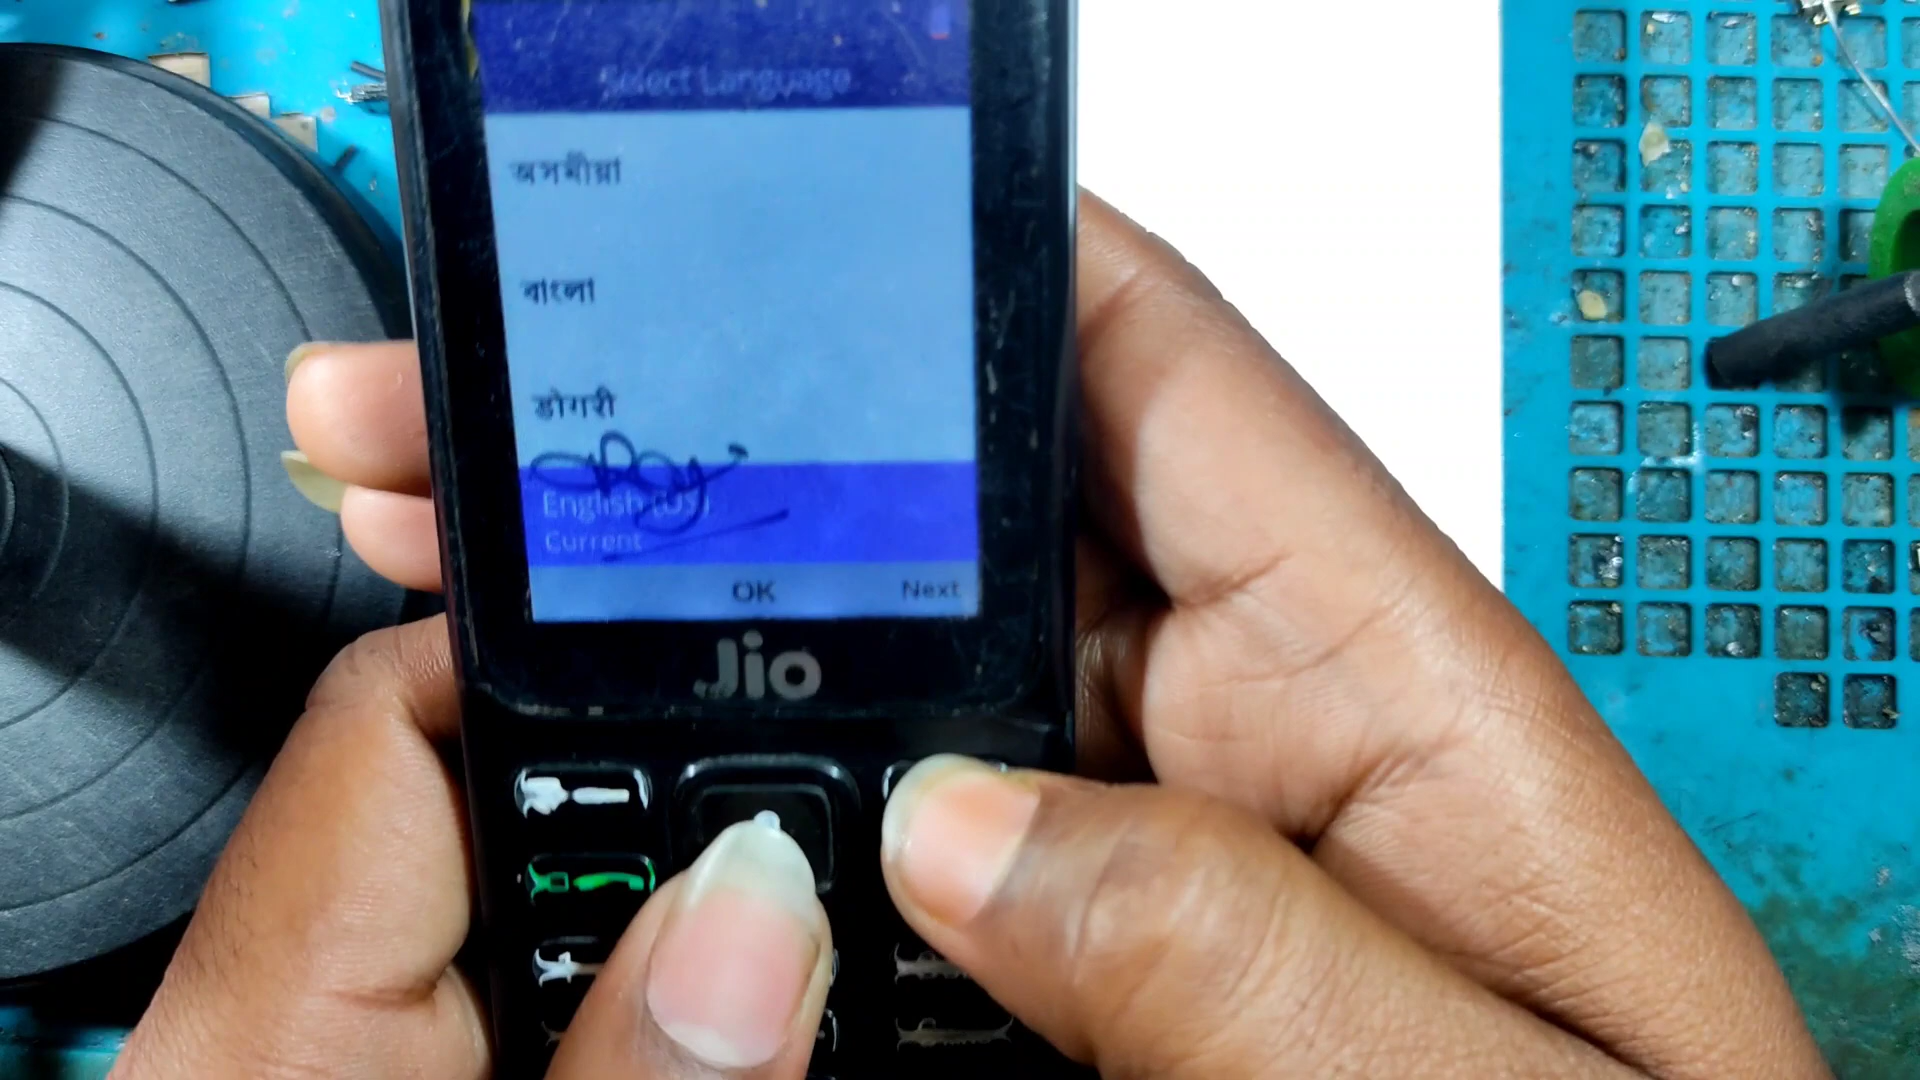 Select Language
অসমীয়া
বাংলা
डोगरी
English (US)
Current
OK Next
Jio